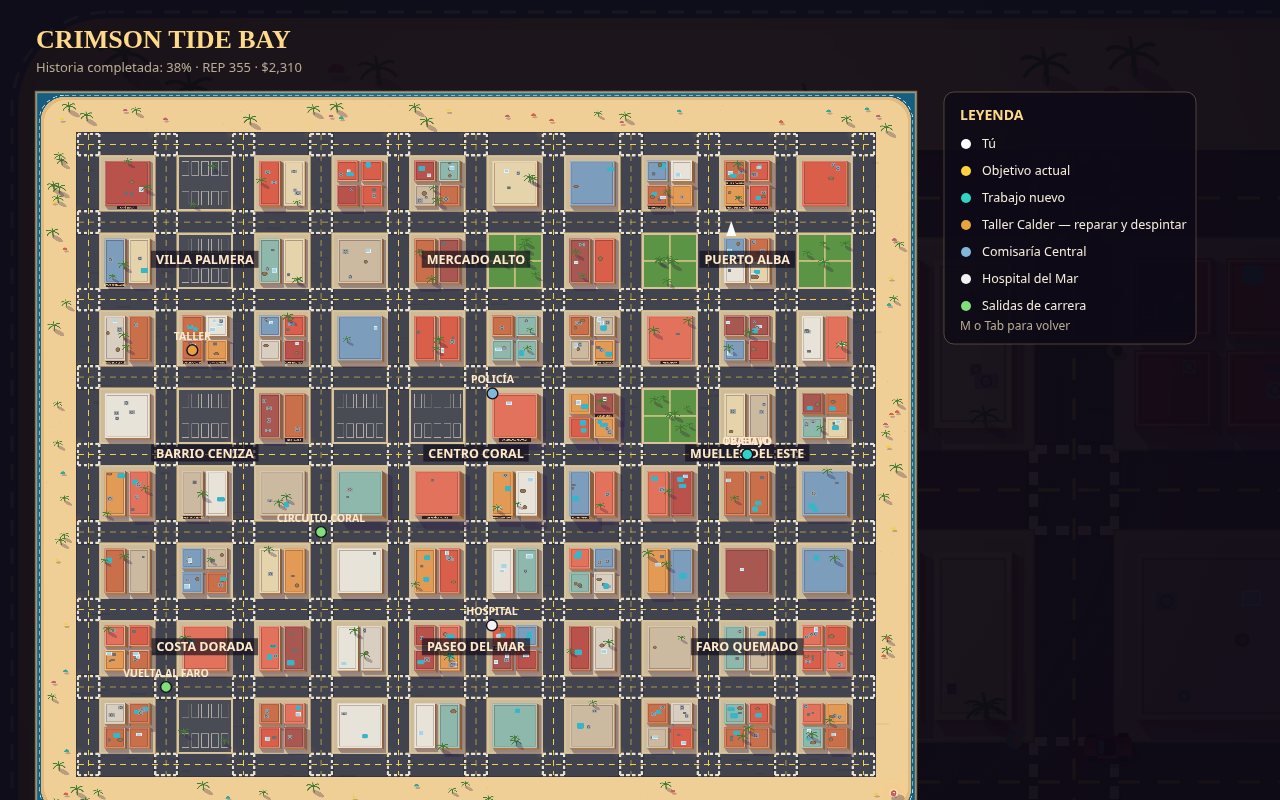 CRIMSON TIDE BAY
Historia completada: 38% · REP 355 · $2,310
LEYENDA
Tú
Objetivo actual
Trabajo nuevo
Taller Calder — reparar y despintar
Comisaría Central
Hospital del Mar
Salidas de carrera
M o Tab para volver
VILLA PALMERA
MERCADO ALTO
PUERTO ALBA
TALLER
POLICÍA
BARRIO CENIZA
CENTRO CORAL
MUELLES DEL ESTE
CIRCUITO CORAL
HOSPITAL
COSTA DORADA
PASEO DEL MAR
FARO QUEMADO
VUELTA AL FARO